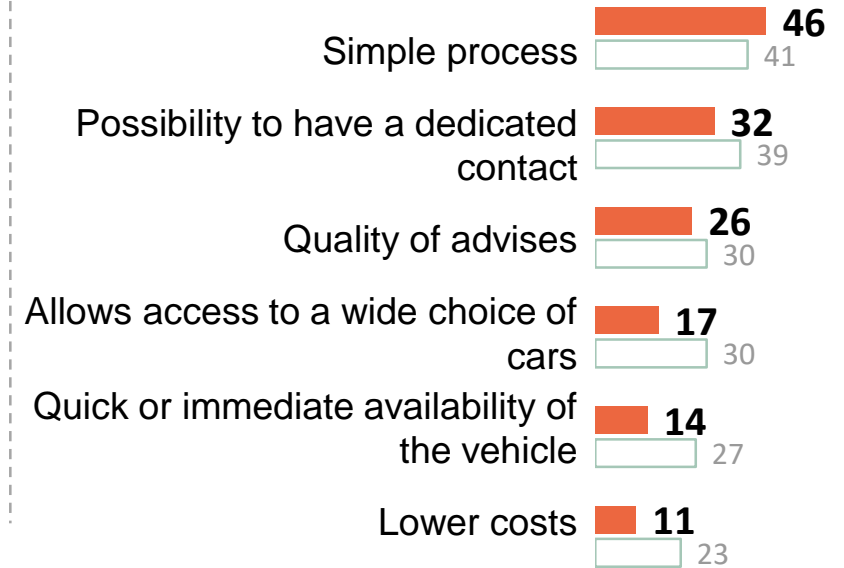 46
Simple process
41
Possibility to have a dedicated
32
contact
39
Quality of advises
26
30
Allows access to a wide choice of
17
cars
30
Quick or immediate availability of
14
the vehicle
27
Lower costs
11
23